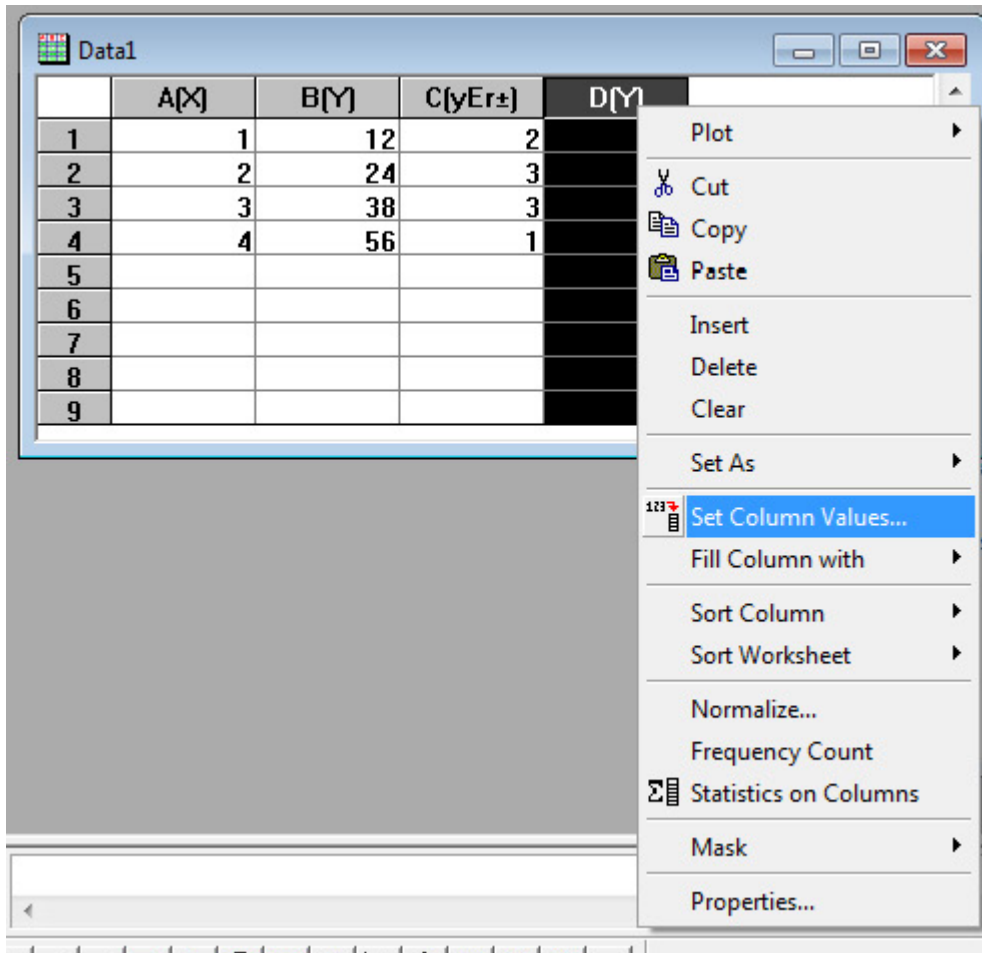 Data1
A(X) B(Y) C(yEr±) D(Y)
1 1 12 2
2 2 24 3
3 3 38 3
4 4 56 1
5
6
7
8
9
Plot
Cut
Copy
Paste
Insert
Delete
Clear
Set As
123 Set Column Values...
Fill Column with
Sort Column
Sort Worksheet
Normalize...
Frequency Count
Σ Statistics on Columns
Mask
Properties...